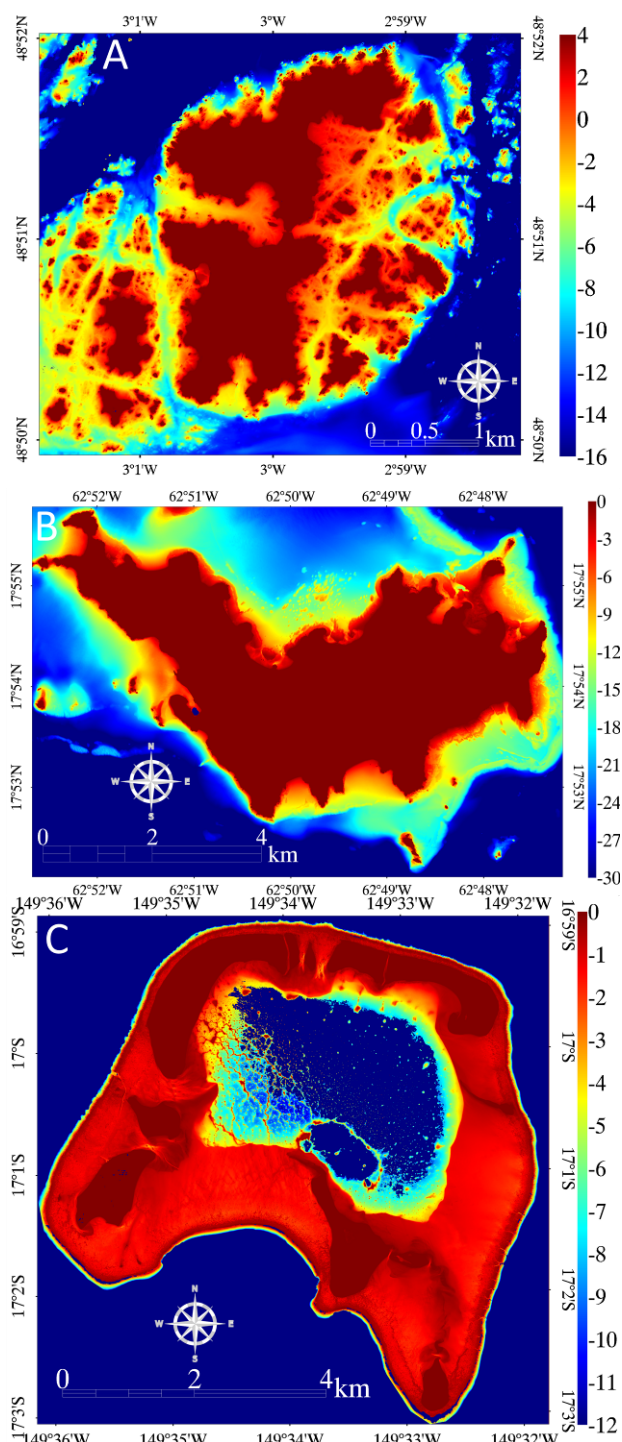 A
3°1'W 3°0'W 2°59'W
48°52'N 48°52'N
48°51'N 48°51'N
48°50'N 48°50'N
N
W E
S
0 0.5 1
km
3°1'W 3°W 2°59'W
4
2
0
-2
-4
-6
-8
-10
-12
-14
-16
62°52'W 62°51'W 62°50'W 62°49'W 62°48'W
B
17°55'N 17°55'N
17°54'N 17°54'N
17°53'N 17°53'N
N
W E
S
0 2 4
km
62°52'W 62°51'W 62°50'W 62°49'W 62°48'W
0
-3
-6
-9
-12
-15
-18
-21
-24
-27
-30
149°36'W 149°35'W 149°34'W 149°33'W 149°32'W
C
16°59'S 16°59'S
17°S 17°S
17°1'S 17°1'S
17°2'S 17°2'S
17°3'S 17°3'S
N
W E
S
0 2 4
km
149°36'W 149°35'W 149°34'W 149°33'W 149°32'W
0
-1
-2
-3
-4
-5
-6
-7
-8
-9
-10
-11
-12